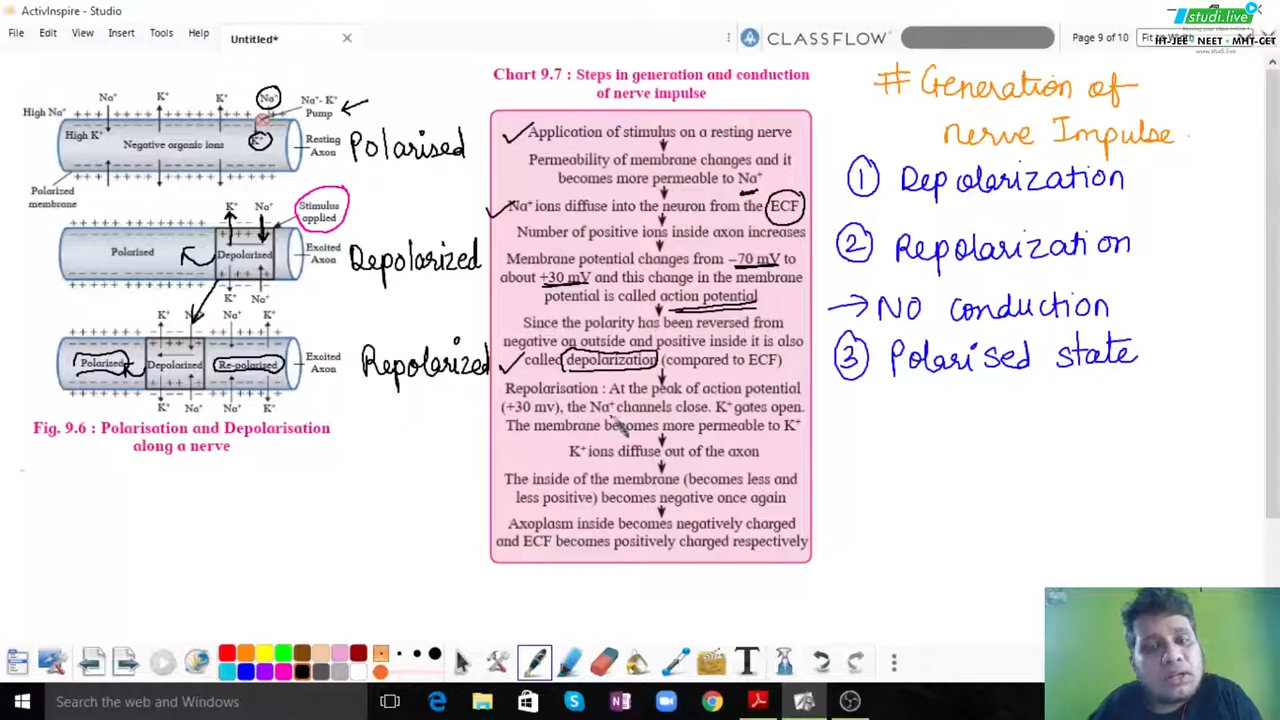 ActivInspire - Studio
File Edit View Insert Tools Help
Untitled*
CLASSFLOW
Page 9 of 10
Fit to Width
studi.live
IIT-JEE • NEET • MHT-CET
www.studi.live
Na⁺ K⁺ K⁺ Na⁺
Na⁺- K⁺
Pump
High Na⁺
High K⁺
K⁺
Negative organic ions
Resting
Axon
Polarised
Polarized
membrane
K⁺ Na⁺
Stimulus
applied
Polarised
Depolarised
Excited
Axon
Depolarized
K⁺ Na⁺
K⁺ Na⁺ K⁺
Polarised
Depolarised
Re-polarised
Excited
Axon
Repolarized
K⁺ Na⁺ Na⁺ K⁺
Fig. 9.6 : Polarisation and Depolarisation
along a nerve
Chart 9.7 : Steps in generation and conduction
of nerve impulse
Application of stimulus on a resting nerve
Permeability of membrane changes and it
becomes more permeable to Na⁺
Na⁺ ions diffuse into the neuron from the ECF
Number of positive ions inside axon increases
Membrane potential changes from −70 mV to
about +30 mV and this change in the membrane
potential is called action potential
Since the polarity has been reversed from
negative on outside and positive inside it is also
called depolarization (compared to ECF)
Repolarisation : At the peak of action potential
(+30 mv), the Na⁺ channels close. K⁺ gates open.
The membrane becomes more permeable to K⁺
K⁺ ions diffuse out of the axon
The inside of the membrane (becomes less and
less positive) becomes negative once again
Axoplasm inside becomes negatively charged
and ECF becomes positively charged respectively
# Generation of
nerve Impulse
① Depolarization
② Repolarization
→ NO conduction
③ Polarised state
Search the web and Windows